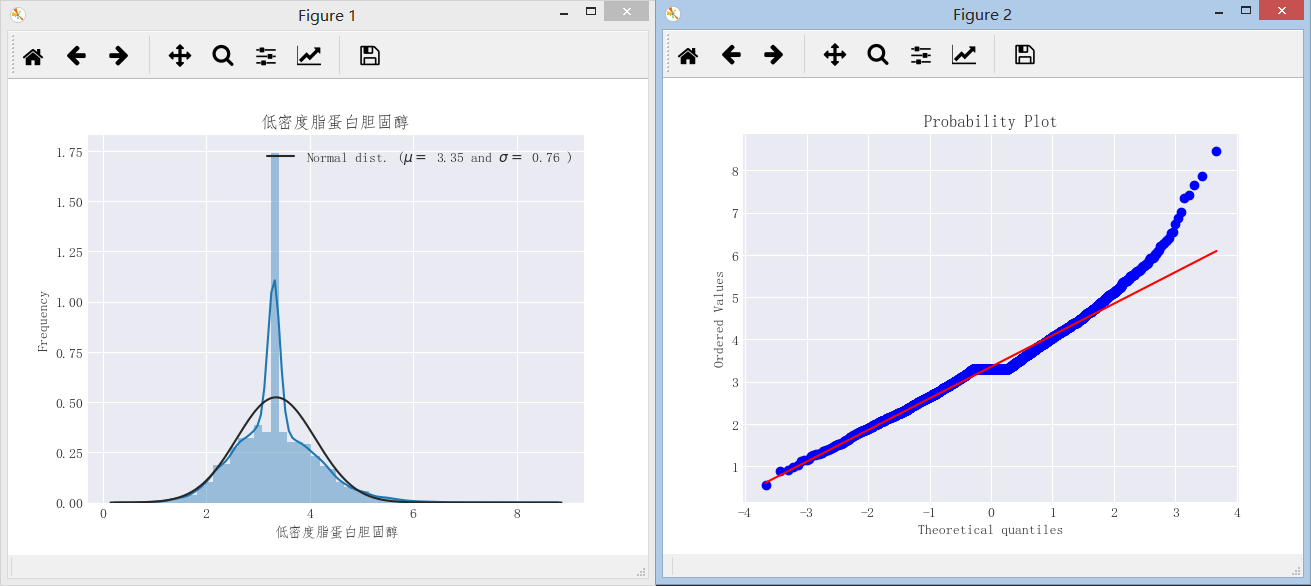 Figure 1
低密度脂蛋白胆固醇
Normal dist. (μ = 3.35 and σ = 0.76 )
1.75
1.50
1.25
1.00
0.75
0.50
0.25
0.00
Frequency
0 2 4 6 8
低密度脂蛋白胆固醇
Figure 2
Probability Plot
8
7
6
5
4
3
2
1
Ordered Values
−4 −3 −2 −1 0 1 2 3 4
Theoretical quantiles